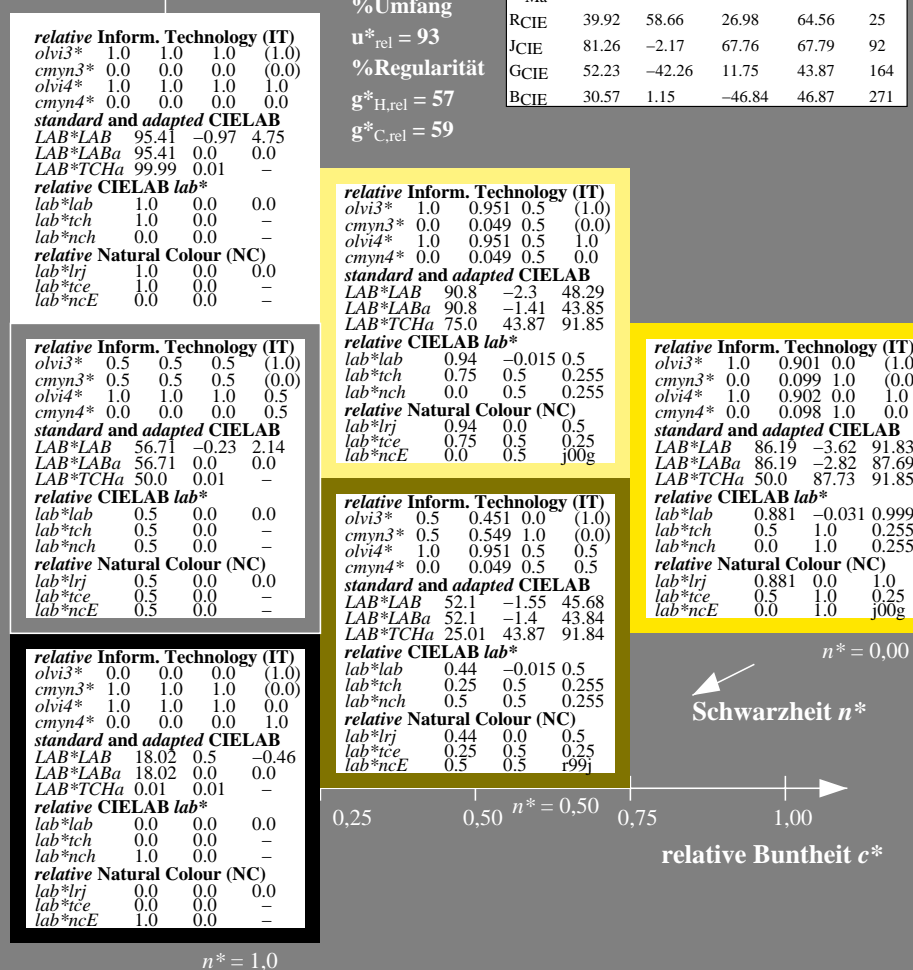 %Umfang
u*rel = 93
%Regularität
g*H,rel = 57
g*C,rel = 59
Ma
RCIE 39.92 58.66 26.98 64.56 25
JCIE 81.26 −2.17 67.76 67.79 92
GCIE 52.23 −42.26 11.75 43.87 164
BCIE 30.57 1.15 −46.84 46.87 271
relative Inform. Technology (IT)
olvi3* 1.0 1.0 1.0 (1.0)
cmyn3* 0.0 0.0 0.0 (0.0)
olvi4* 1.0 1.0 1.0 1.0
cmyn4* 0.0 0.0 0.0 0.0
standard and adapted CIELAB
LAB*LAB 95.41 −0.97 4.75
LAB*LABa 95.41 0.0 0.0
LAB*TCHa 99.99 0.01 –
relative CIELAB lab*
lab*lab 1.0 0.0 0.0
lab*tch 1.0 0.0 –
lab*nch 0.0 0.0 –
relative Natural Colour (NC)
lab*lrj 1.0 0.0 0.0
lab*tce 1.0 0.0 –
lab*ncE 0.0 0.0 –
relative Inform. Technology (IT)
olvi3* 1.0 0.951 0.5 (1.0)
cmyn3* 0.0 0.049 0.5 (0.0)
olvi4* 1.0 0.951 0.5 1.0
cmyn4* 0.0 0.049 0.5 0.0
standard and adapted CIELAB
LAB*LAB 90.8 −2.3 48.29
LAB*LABa 90.8 −1.41 43.85
LAB*TCHa 75.0 43.87 91.85
relative CIELAB lab*
lab*lab 0.94 −0.015 0.5
lab*tch 0.75 0.5 0.255
lab*nch 0.0 0.5 0.255
relative Natural Colour (NC)
lab*lrj 0.94 0.0 0.5
lab*tce 0.75 0.5 0.25
lab*ncE 0.0 0.5 j00g
relative Inform. Technology (IT)
olvi3* 0.5 0.5 0.5 (1.0)
cmyn3* 0.5 0.5 0.5 (0.0)
olvi4* 1.0 1.0 1.0 0.5
cmyn4* 0.0 0.0 0.0 0.5
standard and adapted CIELAB
LAB*LAB 56.71 −0.23 2.14
LAB*LABa 56.71 0.0 0.0
LAB*TCHa 50.0 0.01 –
relative CIELAB lab*
lab*lab 0.5 0.0 0.0
lab*tch 0.5 0.0 –
lab*nch 0.5 0.0 –
relative Natural Colour (NC)
lab*lrj 0.5 0.0 0.0
lab*tce 0.5 0.0 –
lab*ncE 0.5 0.0 –
relative Inform. Technology (IT)
olvi3* 1.0 0.901 0.0 (1.0
cmyn3* 0.0 0.099 1.0 (0.0
olvi4* 1.0 0.902 0.0 1.0
cmyn4* 0.0 0.098 1.0 0.0
standard and adapted CIELAB
LAB*LAB 86.19 −3.62 91.83
LAB*LABa 86.19 −2.82 87.69
LAB*TCHa 50.0 87.73 91.85
relative CIELAB lab*
lab*lab 0.881 −0.031 0.999
lab*tch 0.5 1.0 0.255
lab*nch 0.0 1.0 0.255
relative Natural Colour (NC)
lab*lrj 0.881 0.0 1.0
lab*tce 0.5 1.0 0.25
lab*ncE 0.0 1.0 j00g
relative Inform. Technology (IT)
olvi3* 0.5 0.451 0.0 (1.0)
cmyn3* 0.5 0.549 1.0 (0.0)
olvi4* 1.0 0.951 0.5 0.5
cmyn4* 0.0 0.049 0.5 0.5
standard and adapted CIELAB
LAB*LAB 52.1 −1.55 45.68
LAB*LABa 52.1 −1.4 43.84
LAB*TCHa 25.01 43.87 91.84
relative CIELAB lab*
lab*lab 0.44 −0.015 0.5
lab*tch 0.25 0.5 0.255
lab*nch 0.5 0.5 0.255
relative Natural Colour (NC)
lab*lrj 0.44 0.0 0.5
lab*tce 0.25 0.5 0.25
lab*ncE 0.5 0.5 r99j
relative Inform. Technology (IT)
olvi3* 0.0 0.0 0.0 (1.0)
cmyn3* 1.0 1.0 1.0 (0.0)
olvi4* 1.0 1.0 1.0 0.0
cmyn4* 0.0 0.0 0.0 1.0
standard and adapted CIELAB
LAB*LAB 18.02 0.5 −0.46
LAB*LABa 18.02 0.0 0.0
LAB*TCHa 0.01 0.01 –
relative CIELAB lab*
lab*lab 0.0 0.0 0.0
lab*tch 0.0 0.0 –
lab*nch 1.0 0.0 –
relative Natural Colour (NC)
lab*lrj 0.0 0.0 0.0
lab*tce 0.0 0.0 –
lab*ncE 1.0 0.0 –
n* = 0,00
Schwarzheit n*
n* = 0,50
0,25 0,50 0,75 1,00
relative Buntheit c*
n* = 1,0